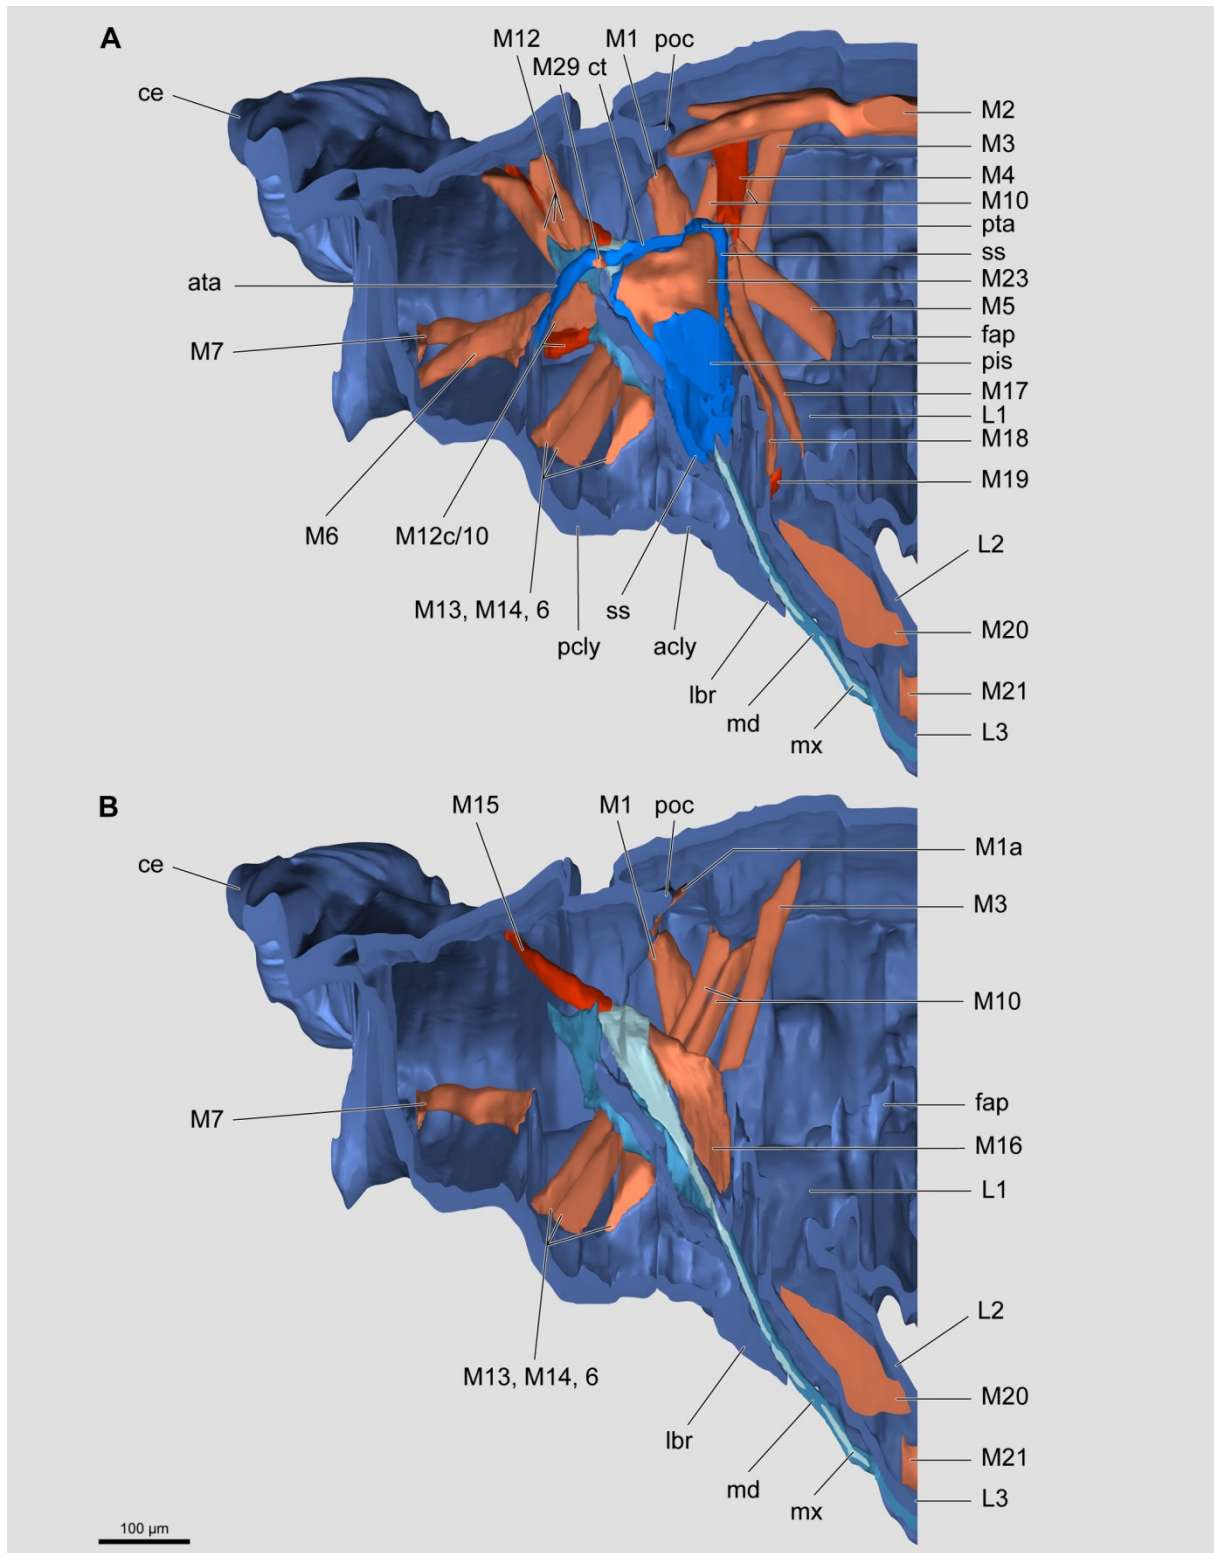 A
M12
M1 poc
M29 ct
ce
M2
M3
M4
M10
pta
ss
M23
M5
fap
pis
M17
L1
M18
M19
ata
M7
M6
M12c/10
M13, M14, 6
ss
pcly
acly
lbr
md
mx
L2
M20
M21
L3
B
M15
M1 poc
ce
M1a
M3
M10
fap
M16
L1
M7
M13, M14, 6
lbr
md
mx
L2
M20
M21
L3
100 µm